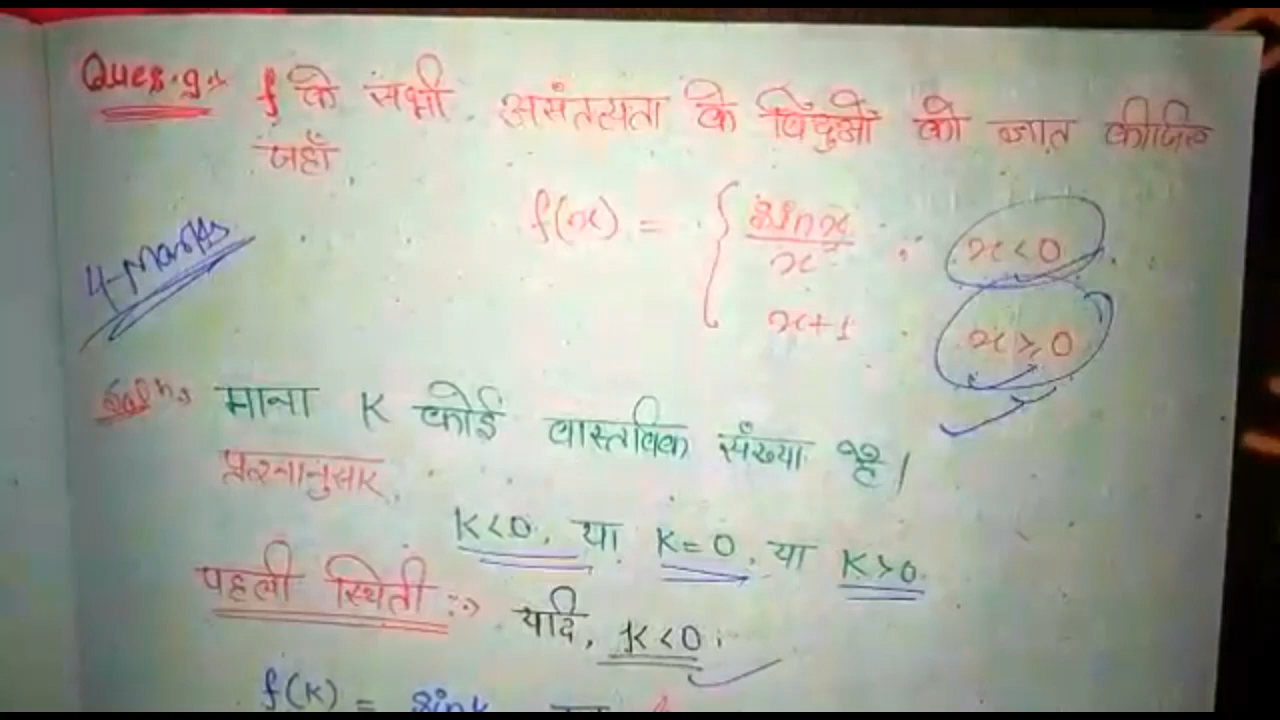 Ques.9:> f के सभी असंतत्यता के बिंदुओं को ज्ञात कीजिए
जहाँ
f(x) = { sinx/x , x<0
x+1 , x≥0
4-Marks
Solⁿ: माना K कोई वास्तविक संख्या है।
प्रश्नानुसार,
K<0, या K=0, या K>0.
पहली स्थिती :> यदि, K<0,
f(K) = sinK